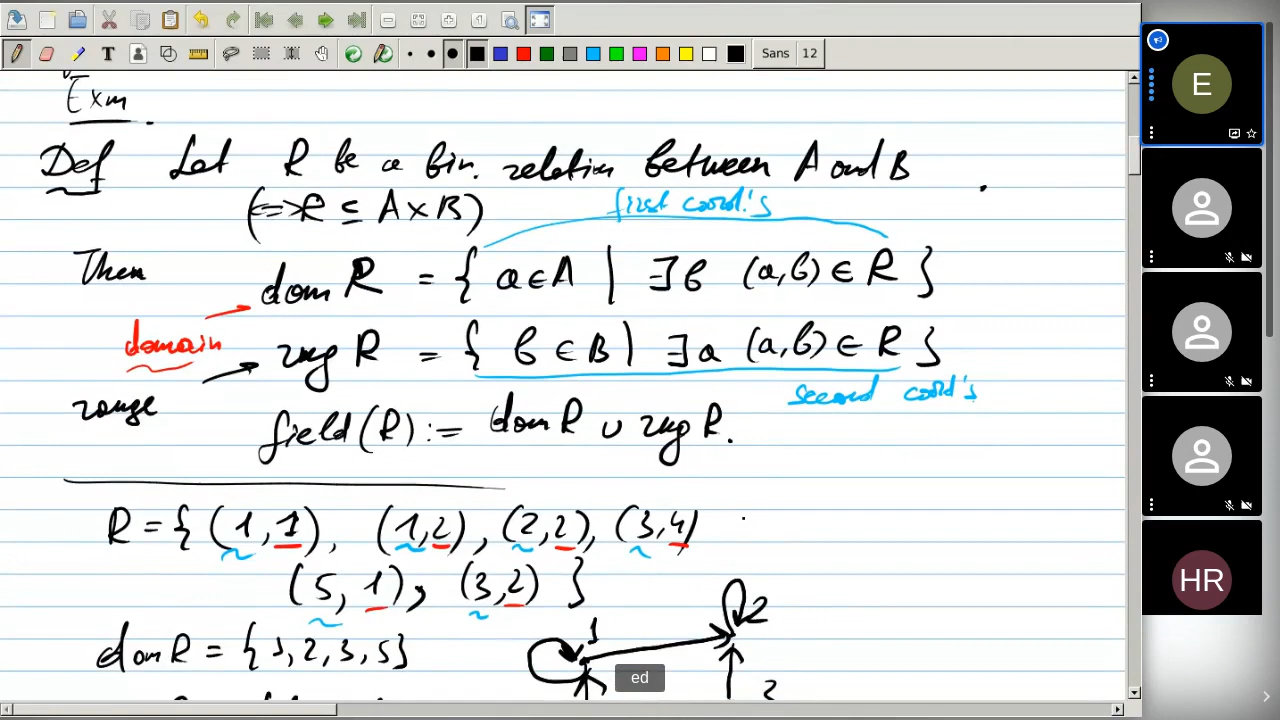 Sans 12
Exm
Def Let R be a bin. relation between A and B
(⟺ R ⊆ A × B)
first coord.'s
Then dom R = { a ∈ A | ∃ b (a, b) ∈ R }
domain
rng R = { b ∈ B | ∃ a (a, b) ∈ R }
second coord's
range
field(R) := dom R ∪ rng R.
R = { (1, 1), (1, 2), (2, 2), (3, 4)
(5, 1), (3, 2) }
dom R = { 1, 2, 3, 5}
1
2
3
ed
E
HR